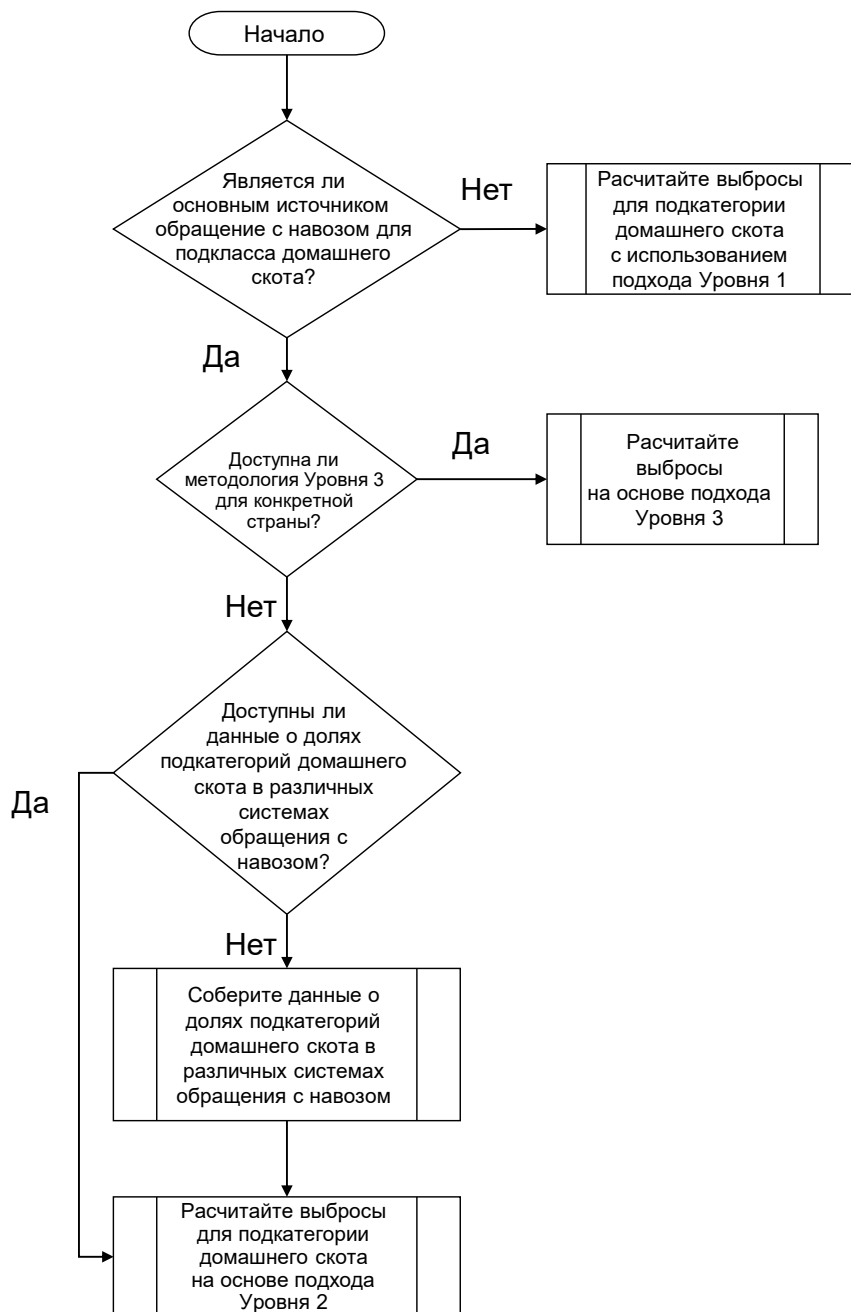 Начало
Является ли
основным источником
обращение с навозом для
подкласса домашнего
скота?
Нет
Расчитайте выбросы
для подкатегории
домашнего скота
с использованием
подхода Уровня 1
Да
Доступна ли
методология Уровня 3
для конкретной
страны?
Да
Расчитайте
выбросы
на основе подхода
Уровня 3
Нет
Доступны ли
данные о долях
подкатегорий домашнего
скота в различных
системах
обращения с
навозом?
Да
Нет
Соберите данные о
долях подкатегорий
домашнего скота в
различных системах
обращения с навозом
Расчитайте выбросы
для подкатегории
домашнего скота
на основе подхода
Уровня 2